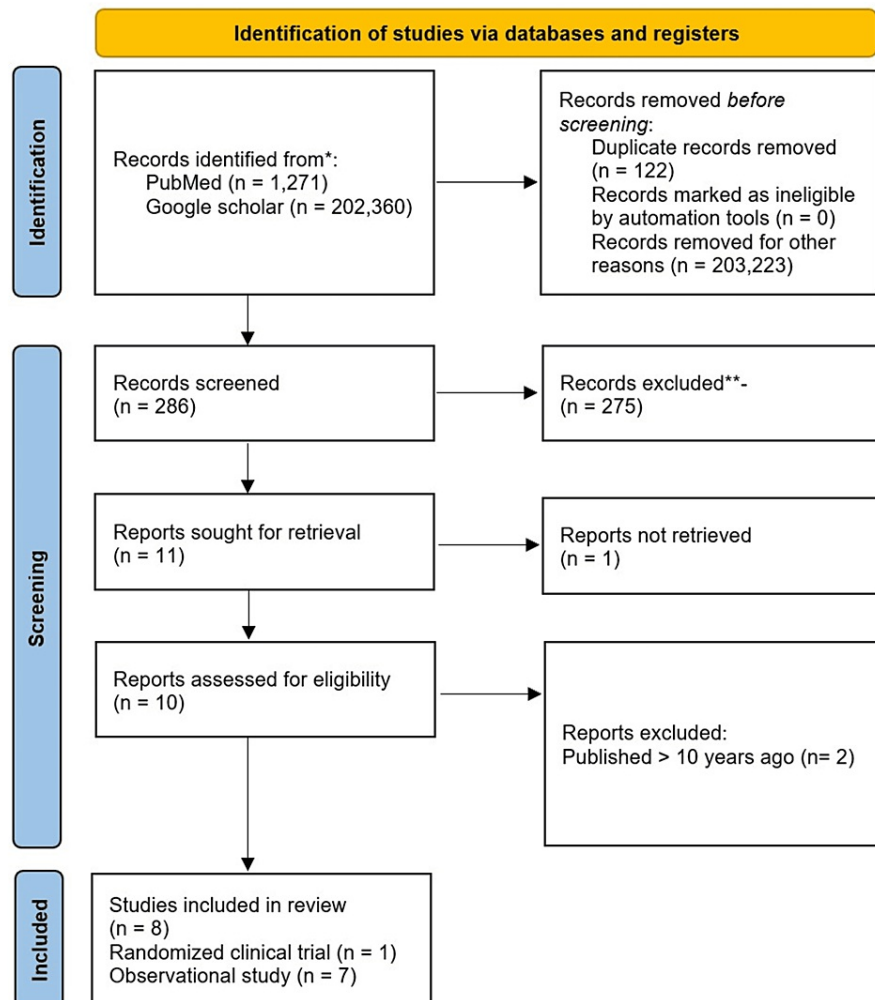 Identification of studies via databases and registers
Identification
Records identified from*:
PubMed (n = 1,271)
Google scholar (n = 202,360)
Records removed before
screening:
Duplicate records removed
(n = 122)
Records marked as ineligible
by automation tools (n = 0)
Records removed for other
reasons (n = 203,223)
Screening
Records screened
(n = 286)
Records excluded**-
(n = 275)
Reports sought for retrieval
(n = 11)
Reports not retrieved
(n = 1)
Reports assessed for eligibility
(n = 10)
Reports excluded:
Published > 10 years ago (n= 2)
Included
Studies included in review
(n = 8)
Randomized clinical trial (n = 1)
Observational study (n = 7)